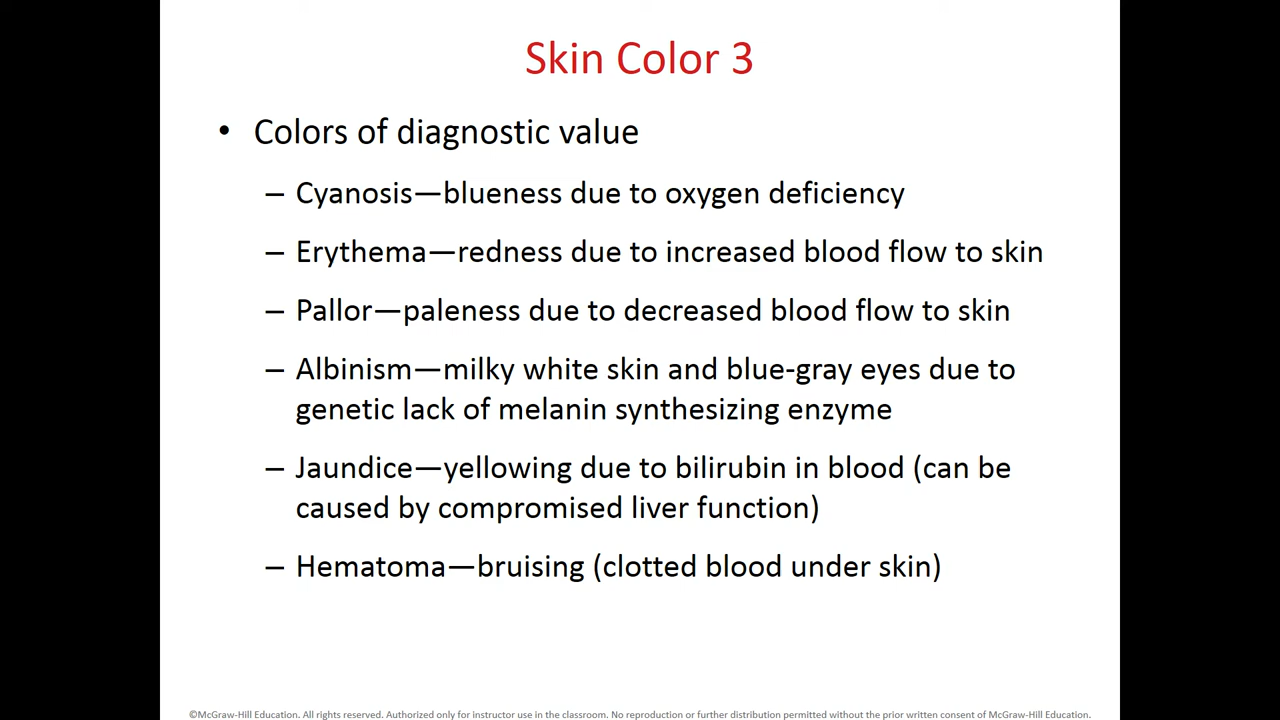 Skin Color 3
• Colors of diagnostic value
– Cyanosis—blueness due to oxygen deficiency
– Erythema—redness due to increased blood flow to skin
– Pallor—paleness due to decreased blood flow to skin
– Albinism—milky white skin and blue-gray eyes due to
genetic lack of melanin synthesizing enzyme
– Jaundice—yellowing due to bilirubin in blood (can be
caused by compromised liver function)
– Hematoma—bruising (clotted blood under skin)
©McGraw-Hill Education. All rights reserved. Authorized only for instructor use in the classroom. No reproduction or further distribution permitted without the prior written consent of McGraw-Hill Education.